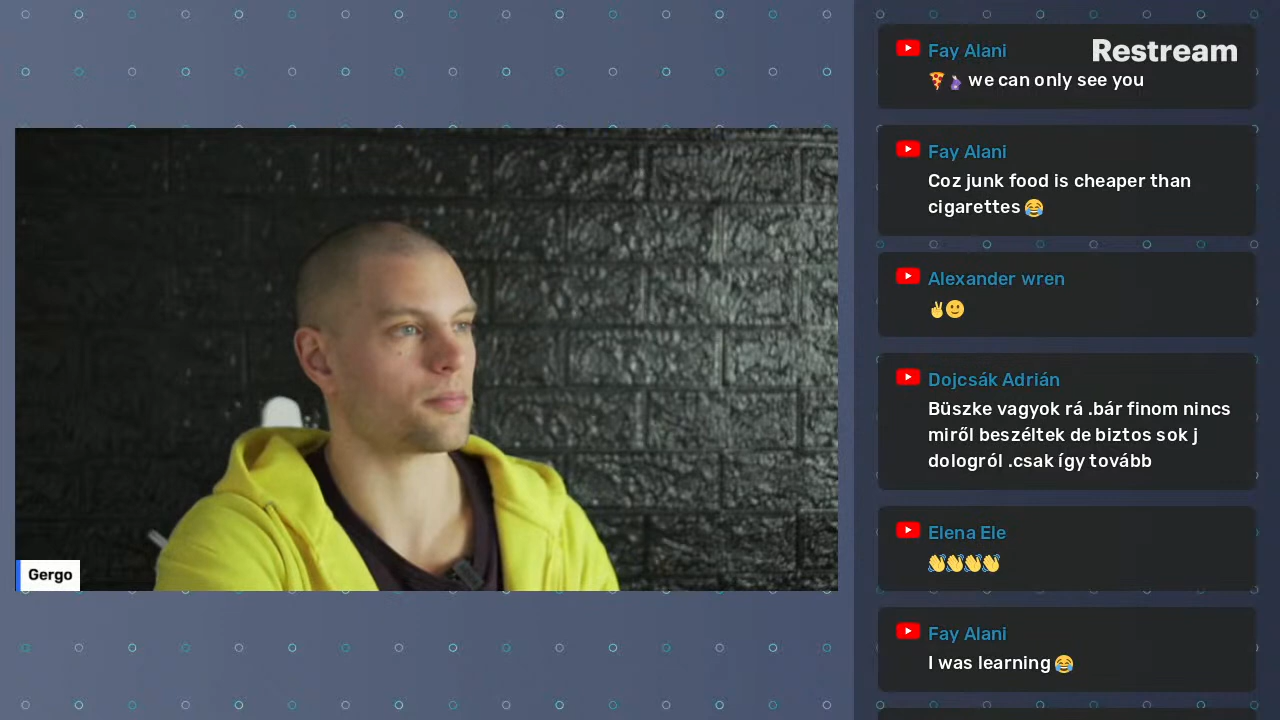 Fay Alani
Restream
🍕🍾 we can only see you
Fay Alani
Coz junk food is cheaper than
cigarettes 😂
Alexander wren
✌️🙂
Dojcsák Adrián
Büszke vagyok rá .bár finom nincs
miről beszéltek de biztos sok j
dologról .csak így tovább
Elena Ele
👏👏👏👏
Fay Alani
I was learning 😂
Gergo